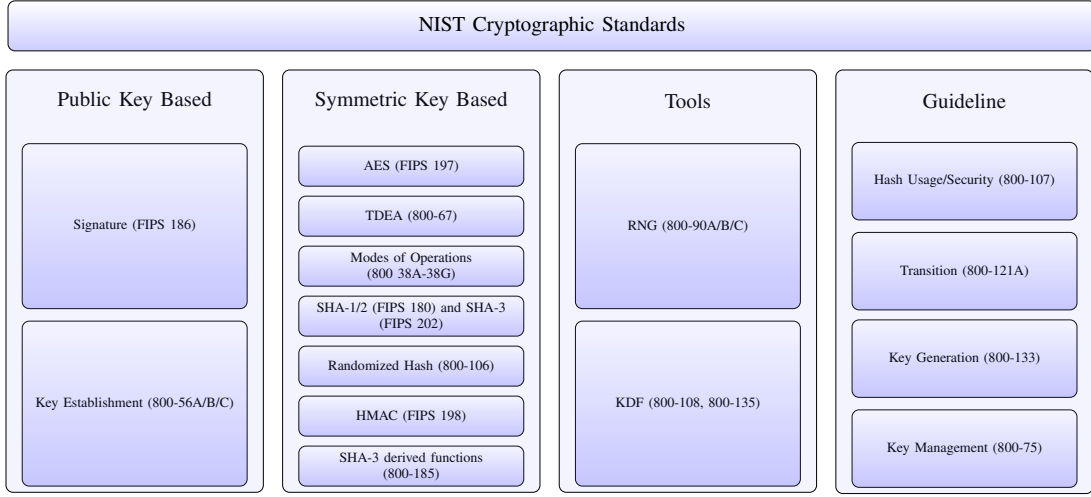 NIST Cryptographic Standards
Public Key Based
Signature (FIPS 186)
Key Establishment (800-56A/B/C)
Symmetric Key Based
AES (FIPS 197)
TDEA (800-67)
Modes of Operations
(800 38A-38G)
SHA-1/2 (FIPS 180) and SHA-3
(FIPS 202)
Randomized Hash (800-106)
HMAC (FIPS 198)
SHA-3 derived functions
(800-185)
Tools
RNG (800-90A/B/C)
KDF (800-108, 800-135)
Guideline
Hash Usage/Security (800-107)
Transition (800-121A)
Key Generation (800-133)
Key Management (800-75)